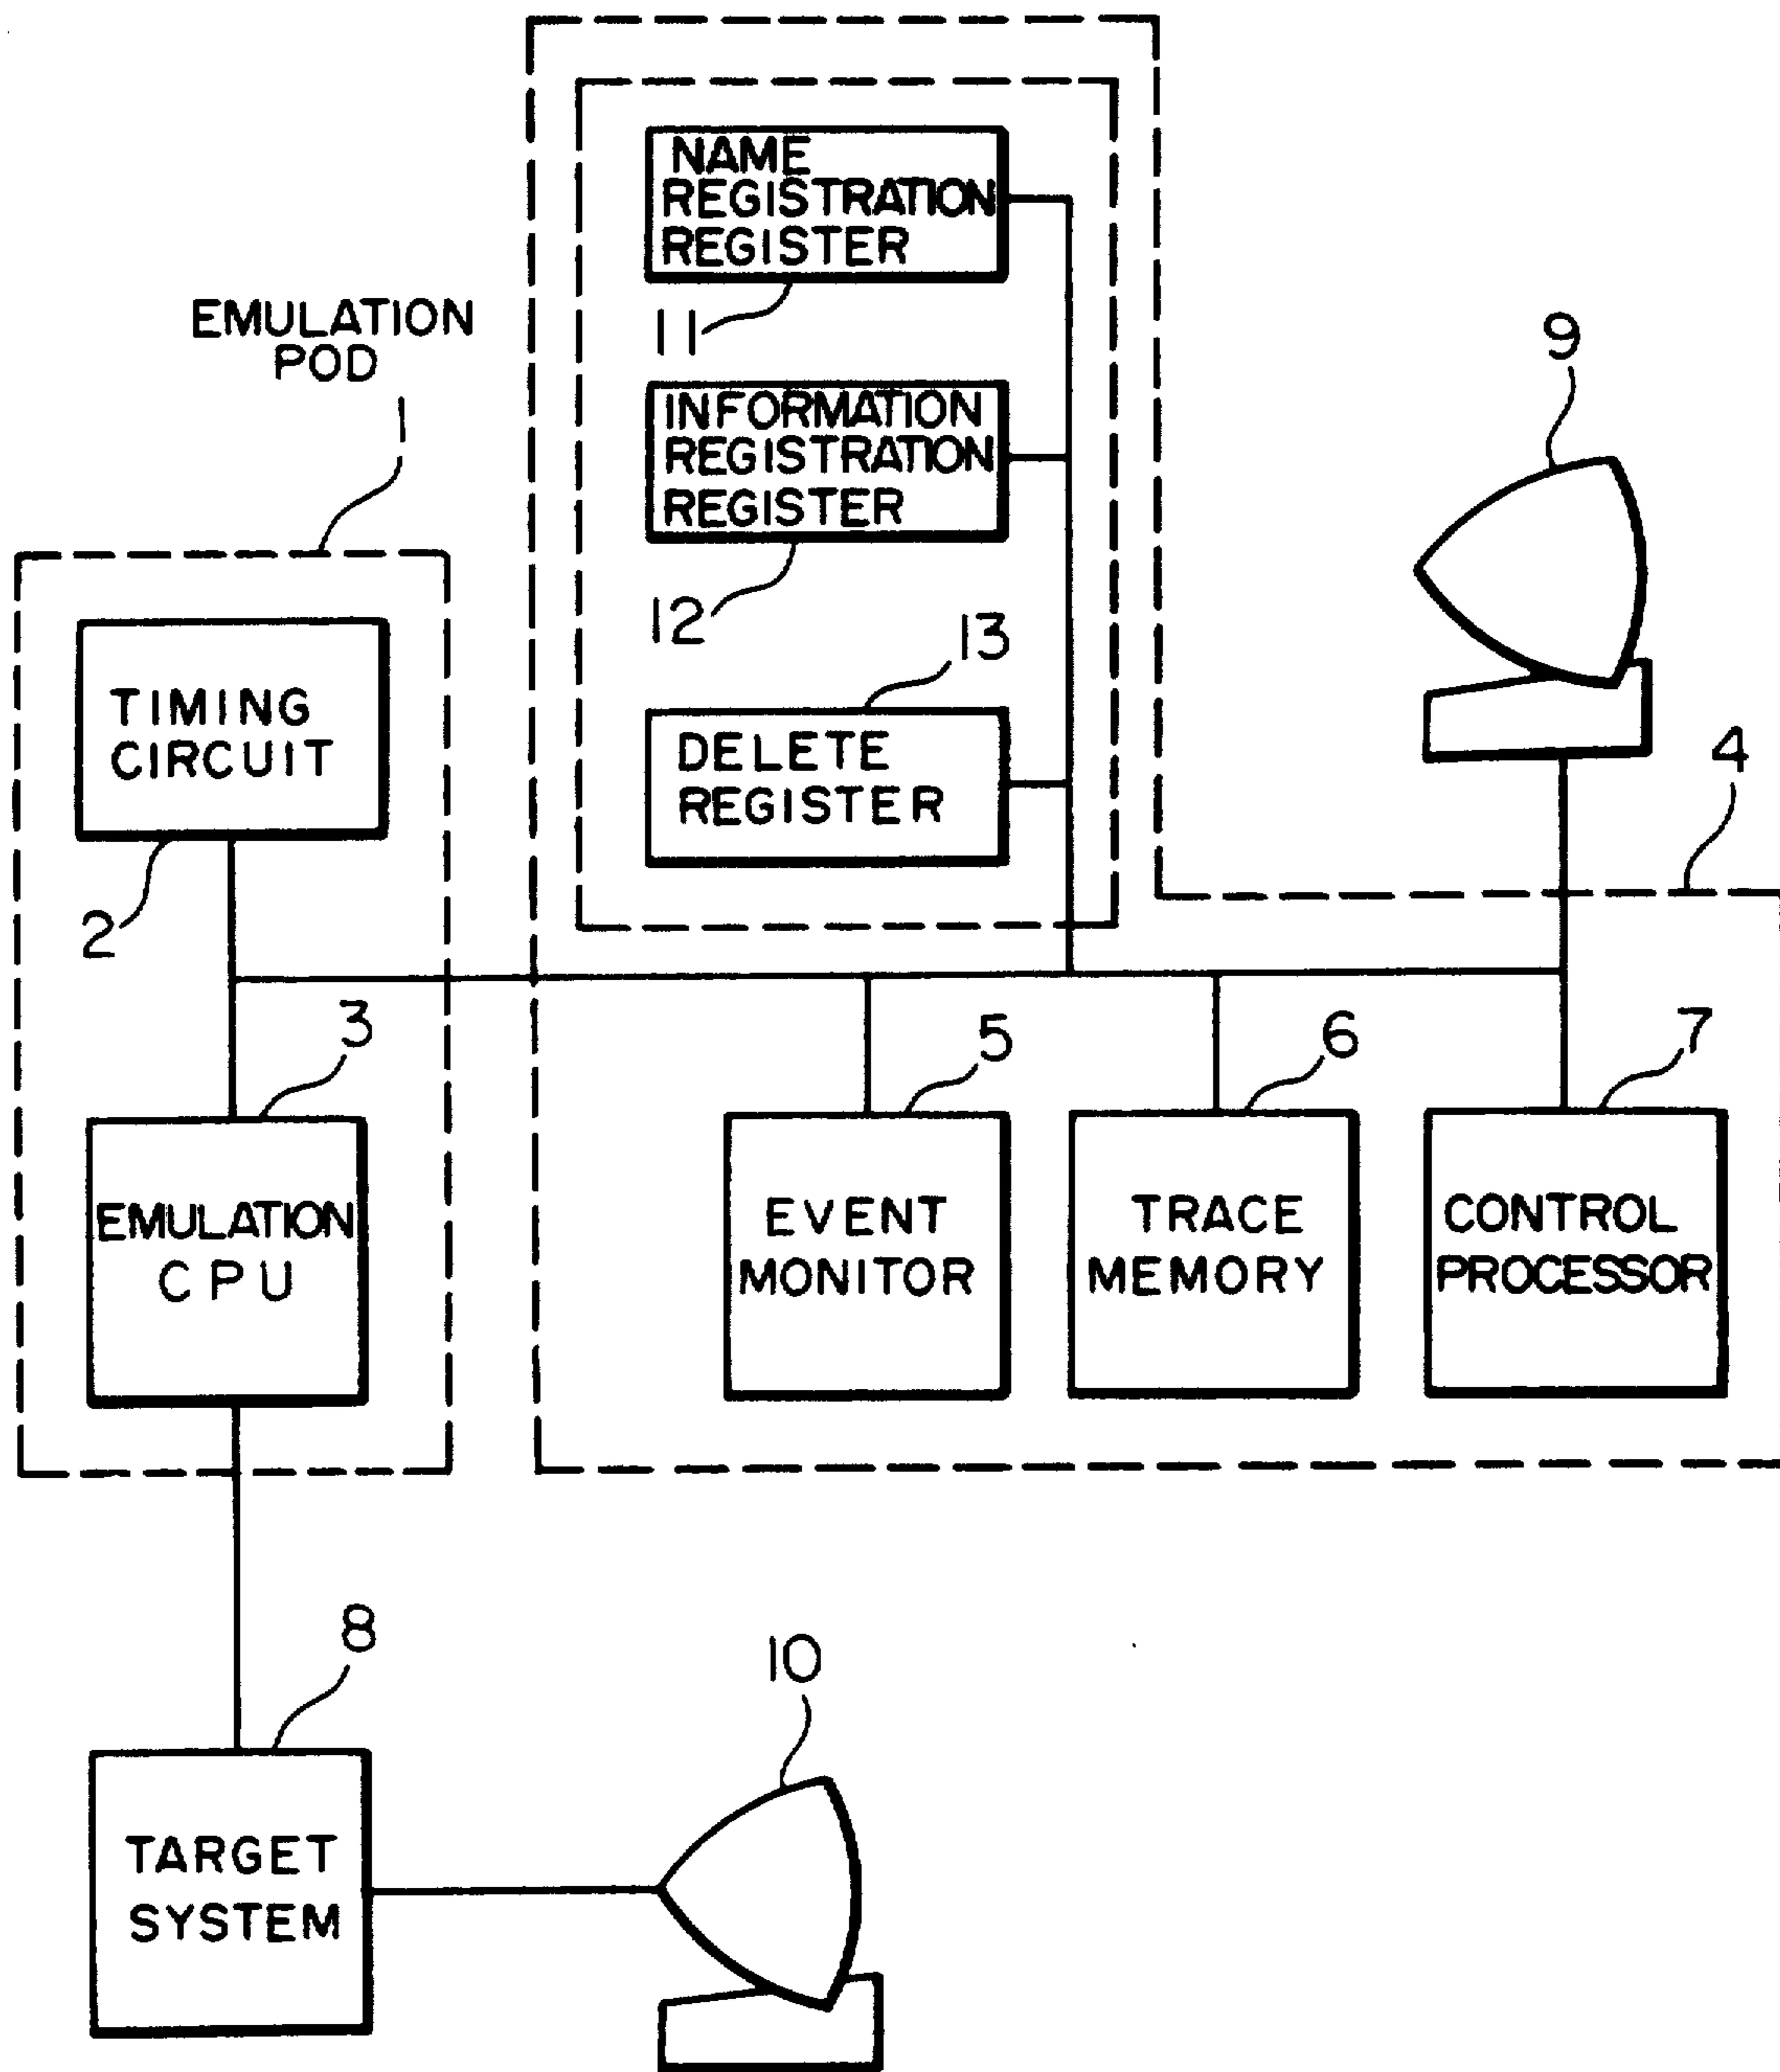 NAME
REGISTRATION
REGISTER
11
EMULATION
POD
1
INFORMATION
REGISTRATION
REGISTER
12
13
DELETE
REGISTER
9
4
TIMING
CIRCUIT
2
3
EMULATION
CPU
5
EVENT
MONITOR
6
TRACE
MEMORY
7
CONTROL
PROCESSOR
8
TARGET
SYSTEM
10